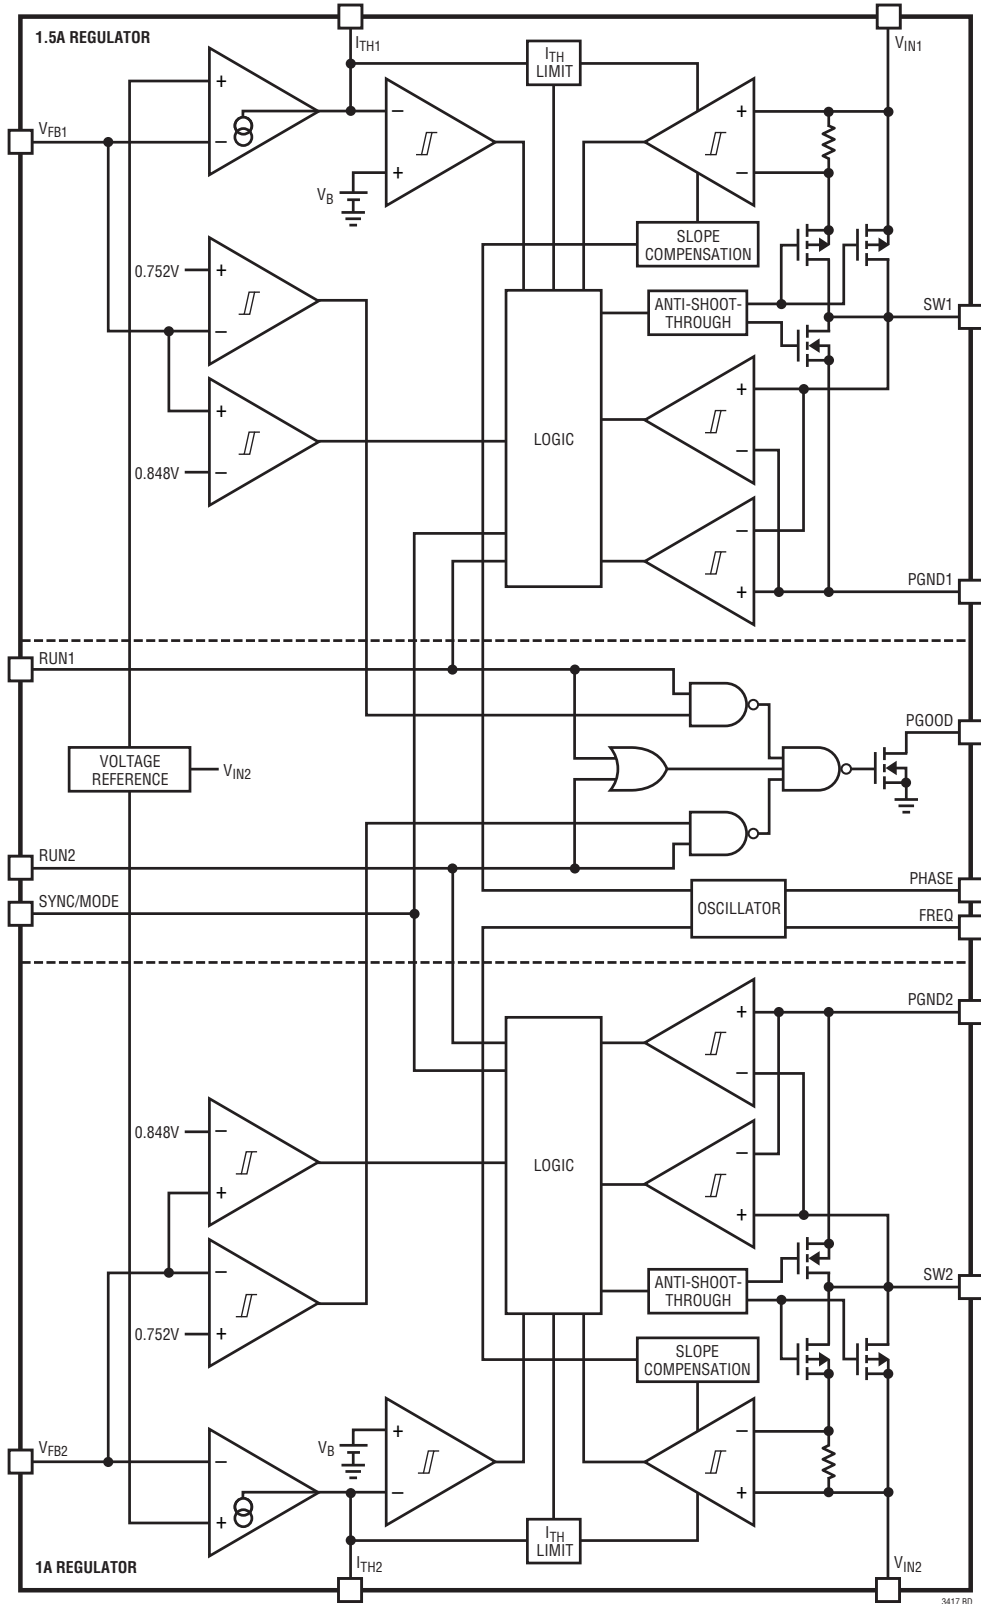 1.5A REGULATOR
ITH1
ITH
LIMIT
VIN1
+
−
VFB1
−
+
VB
+
−
SLOPE
COMPENSATION
0.752V
+
−
ANTI-SHOOT-
THROUGH
SW1
+
−
LOGIC
+
−
0.848V
−
+
PGND1
RUN1
PGOOD
VOLTAGE
REFERENCE
VIN2
RUN2
PHASE
SYNC/MODE
OSCILLATOR
FREQ
PGND2
+
−
0.848V
−
+
LOGIC
−
+
−
0.752V
+
ANTI-SHOOT-
THROUGH
SW2
SLOPE
COMPENSATION
VFB2
−
+
VB
+
−
−
+
ITH
LIMIT
1A REGULATOR
ITH2
VIN2
3417 BD